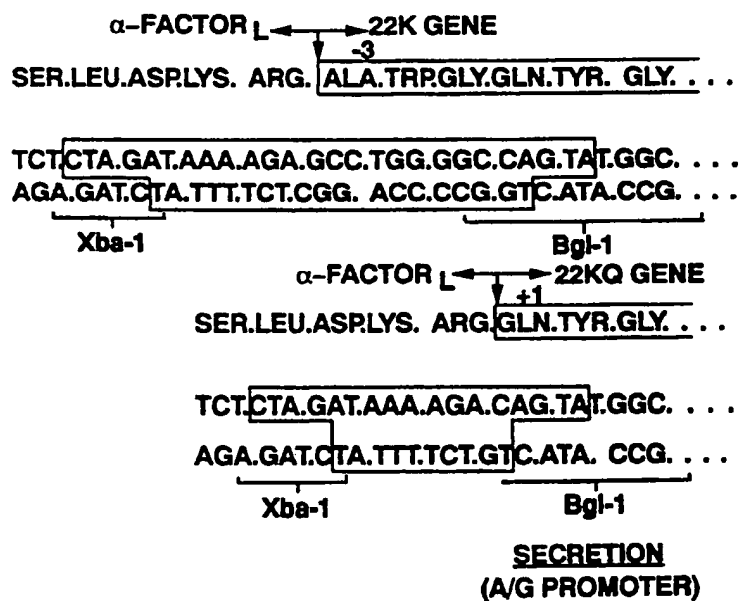 α-FACTOR L 22K GENE
-3
SER.LEU.ASP.LYS. ARG. ALA.TRP.GLY.GLN.TYR. GLY. . . .
TCT.CTA.GAT.AAA.AGA.GCC.TGG.GGC.CAG.TAT.GGC. . . .
AGA.GAT.CTA.TTT.TCT.CGG. ACC.CCG.GTC.ATA.CCG. . . .
Xba-1 Bgl-1
α-FACTOR L 22KQ GENE
+1
SER.LEU.ASP.LYS. ARG.GLN.TYR.GLY. . . .
TCT.CTA.GAT.AAA.AGA.CAG.TAT.GGC. . . .
AGA.GAT.CTA.TTT.TCT.GTC.ATA. CCG. . . .
Xba-1 Bgl-1
SECRETION
(A/G PROMOTER)